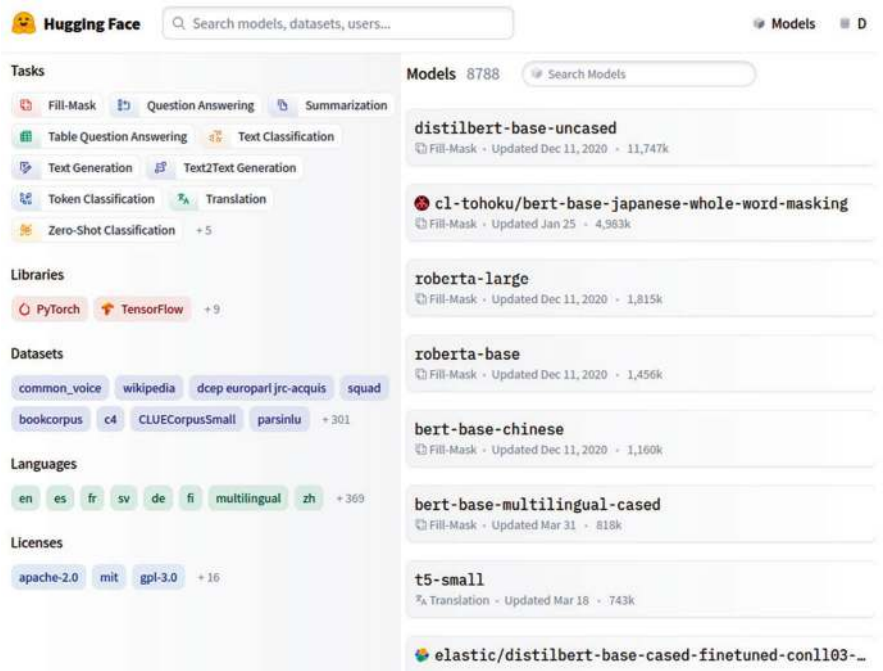 Hugging Face
Search models, datasets, users...
Models
D
Tasks
Fill-Mask Question Answering Summarization
Table Question Answering Text Classification
Text Generation Text2Text Generation
Token Classification Translation
Zero-Shot Classification +5
Libraries
PyTorch TensorFlow +9
Datasets
common_voice wikipedia dcep europarl jrc-acquis squad
bookcorpus c4 CLUECorpusSmall parsinlu +301
Languages
en es fr sv de fi multilingual zh +369
Licenses
apache-2.0 mit gpl-3.0 +16
Models 8788 Search Models
distilbert-base-uncased
Fill-Mask • Updated Dec 11, 2020 • 11,747k
cl-tohoku/bert-base-japanese-whole-word-masking
Fill-Mask • Updated Jan 25 • 4,983k
roberta-large
Fill-Mask • Updated Dec 11, 2020 • 1,815k
roberta-base
Fill-Mask • Updated Dec 11, 2020 • 1,456k
bert-base-chinese
Fill-Mask • Updated Dec 11, 2020 • 1,160k
bert-base-multilingual-cased
Fill-Mask • Updated Mar 31 • 818k
t5-small
Translation • Updated Mar 18 • 743k
elastic/distilbert-base-cased-finetuned-conll03-…